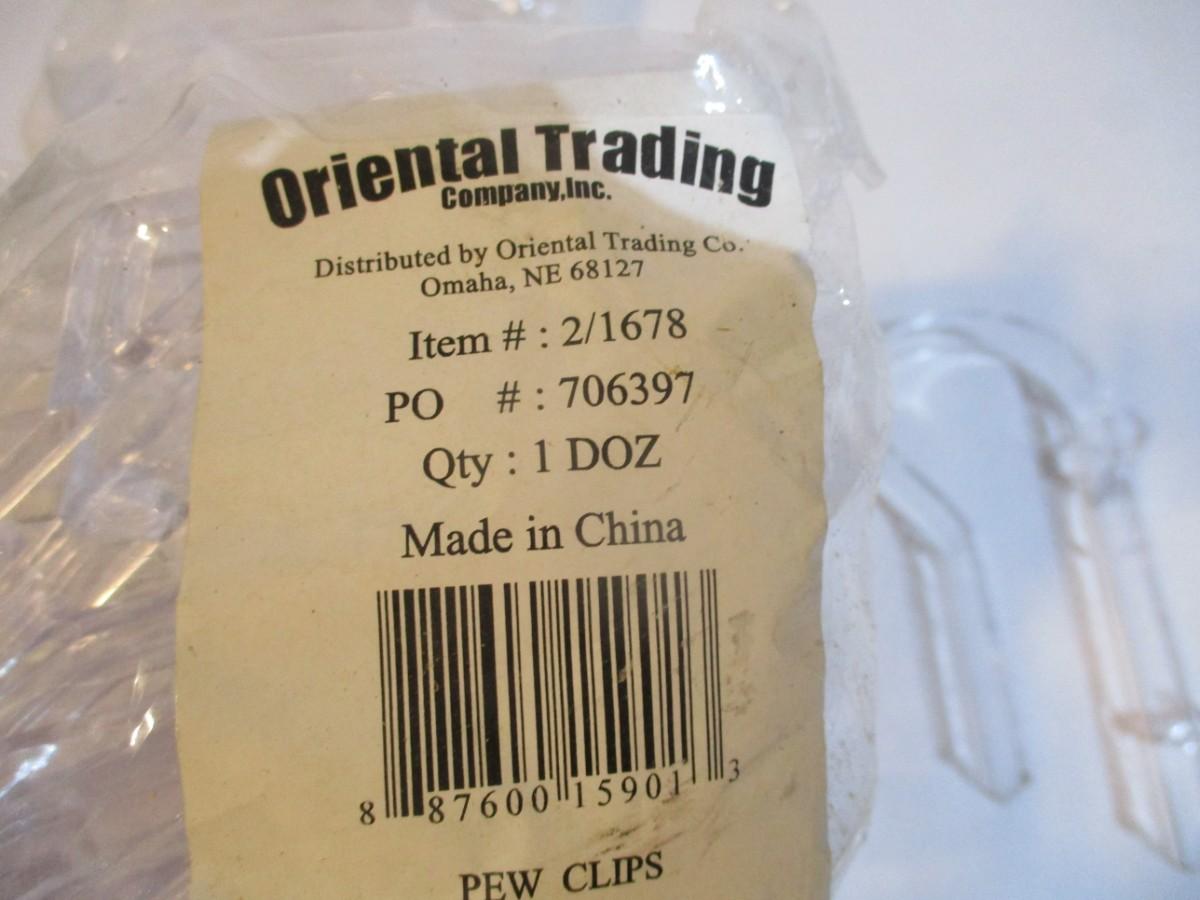 Oriental Trading
Company,Inc.
Distributed by Oriental Trading Co.
Omaha, NE 68127
Item # : 2/1678
PO # : 706397
Qty : 1 DOZ
Made in China
8 87600 15901 3
PEW CLIPS